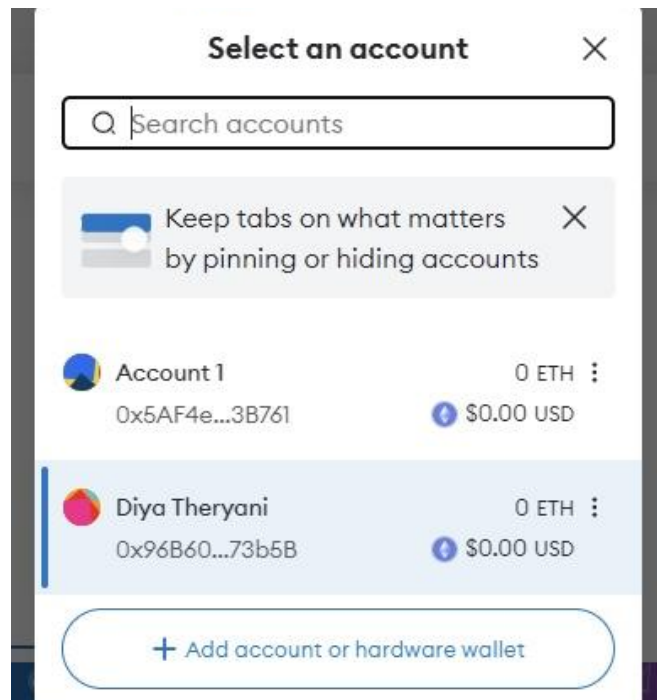 Select an account
Search accounts
Keep tabs on what matters
by pinning or hiding accounts
Account 1
0 ETH
0x5AF4e...3B761
$0.00 USD
Diya Theryani
0 ETH
0x96B60...73b5B
$0.00 USD
+ Add account or hardware wallet